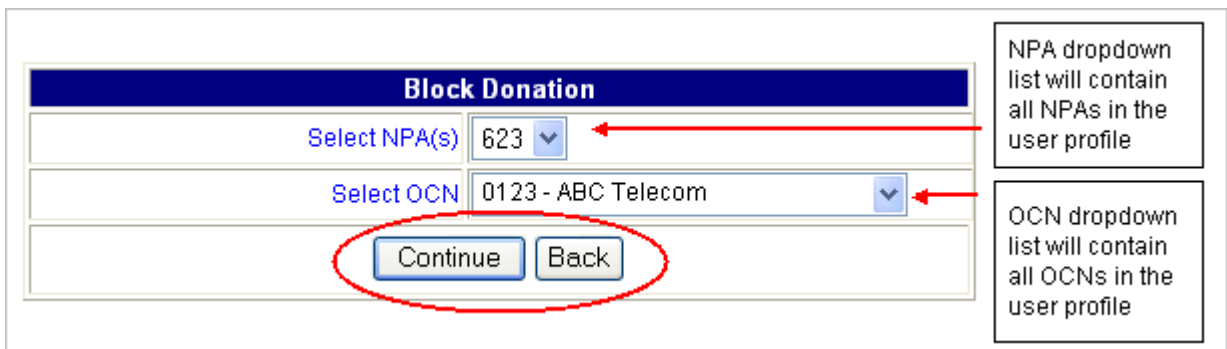 Block Donation
Select NPA(s) 623
Select OCN 0123 - ABC Telecom
Continue Back
NPA dropdown
list will contain
all NPAs in the
user profile
OCN dropdown
list will contain
all OCNs in the
user profile